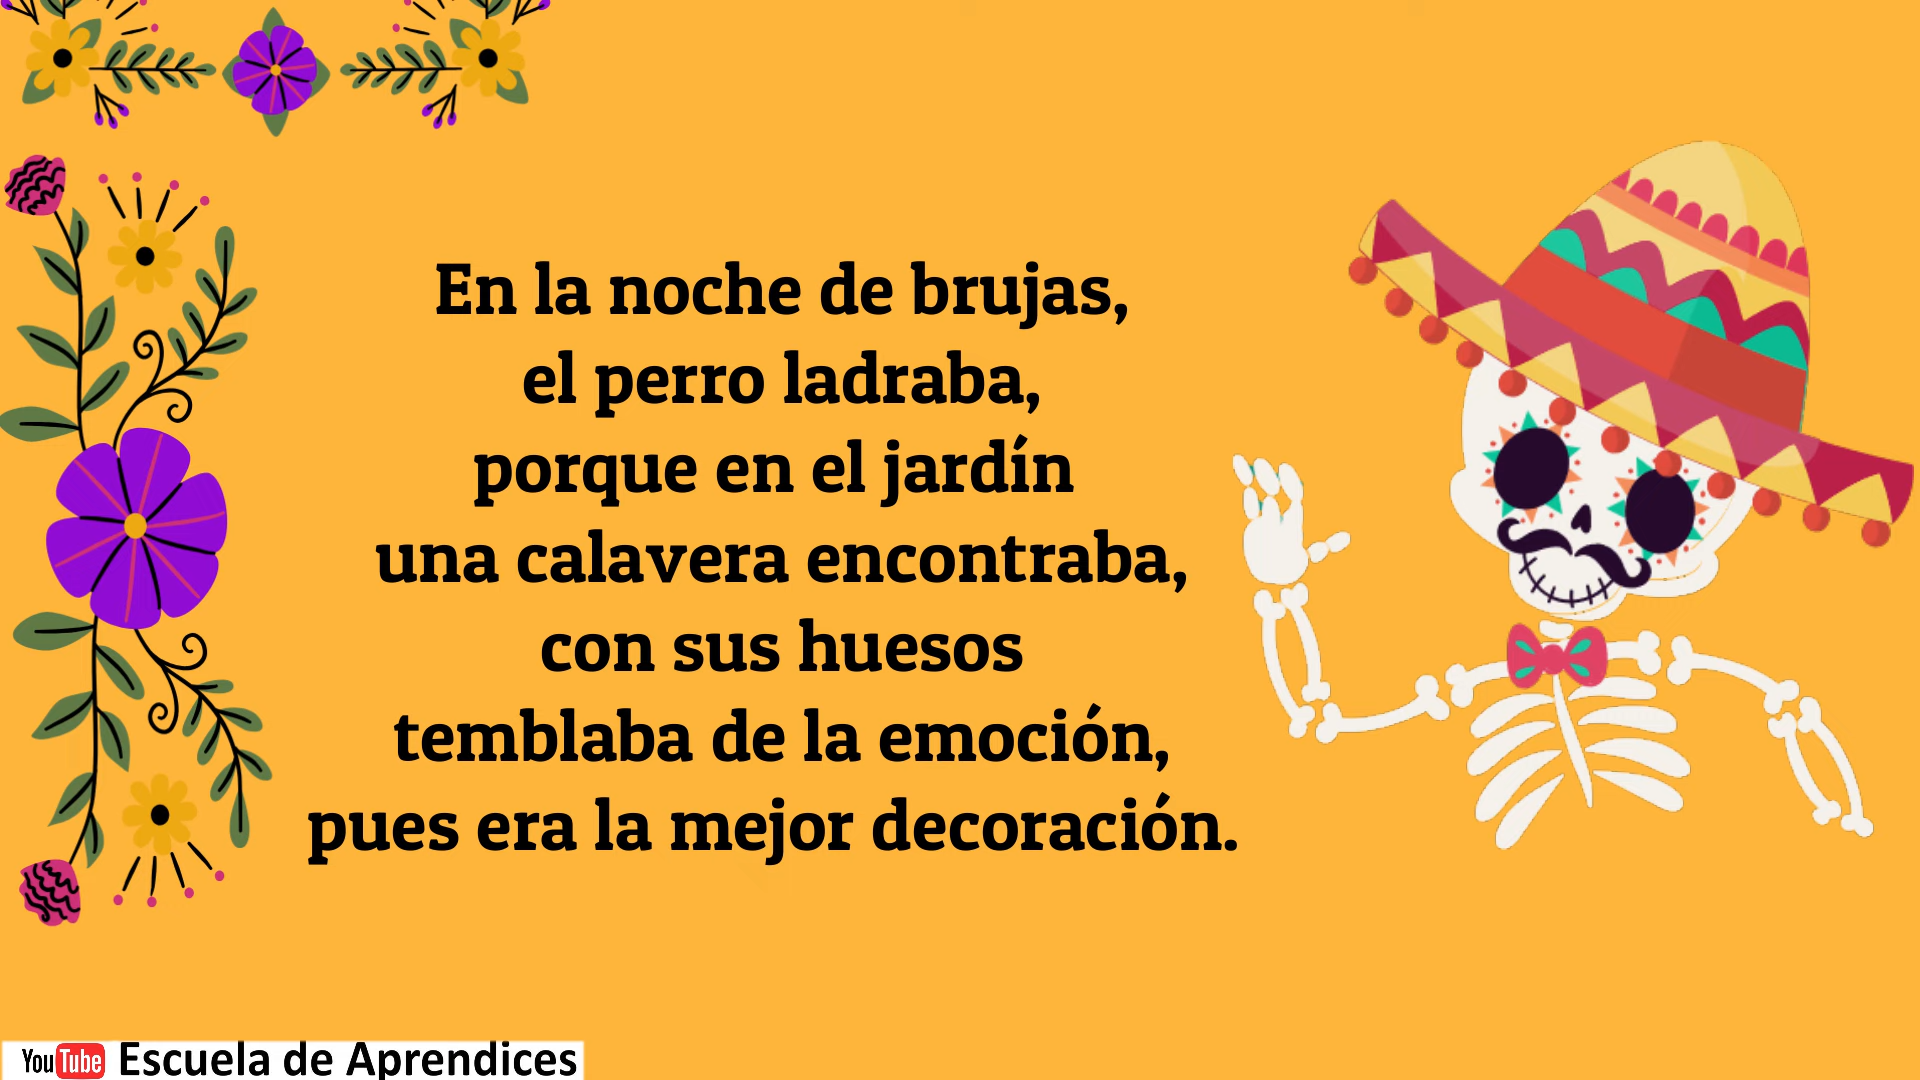 En la noche de brujas,
el perro ladraba,
porque en el jardín
una calavera encontraba,
con sus huesos
temblaba de la emoción,
pues era la mejor decoración.
YouTube Escuela de Aprendices